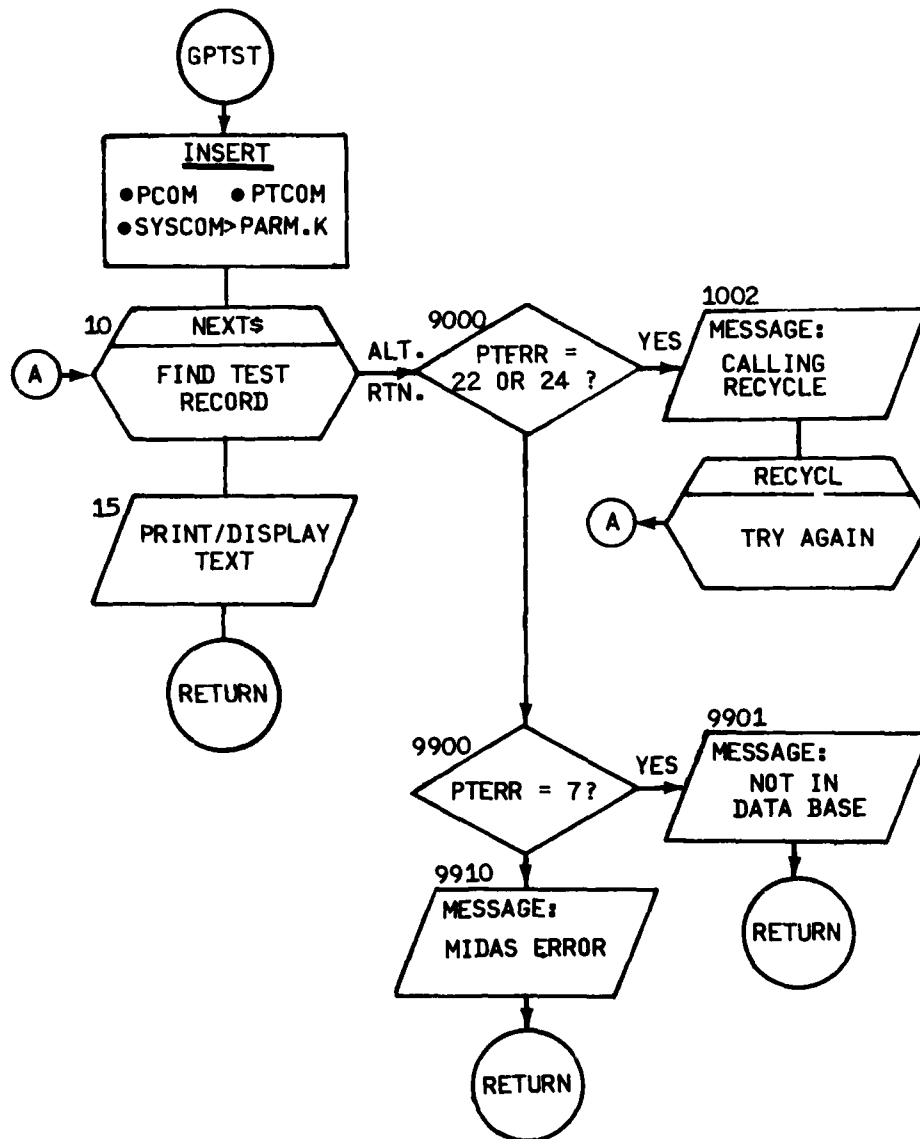 GPTST
INSERT
●PCOM ●PTCOM
●SYSCOM>PARM.K
10
NEXT$
A
FIND TEST
RECORD
ALT.
RTN.
9000
PTERR =
22 OR 24 ?
YES
1002
MESSAGE:
CALLING
RECYCLE
RECYCL
A
TRY AGAIN
15
PRINT/DISPLAY
TEXT
RETURN
9900
PTERR = 7?
YES
9901
MESSAGE:
NOT IN
DATA BASE
RETURN
9910
MESSAGE:
MIDAS ERROR
RETURN